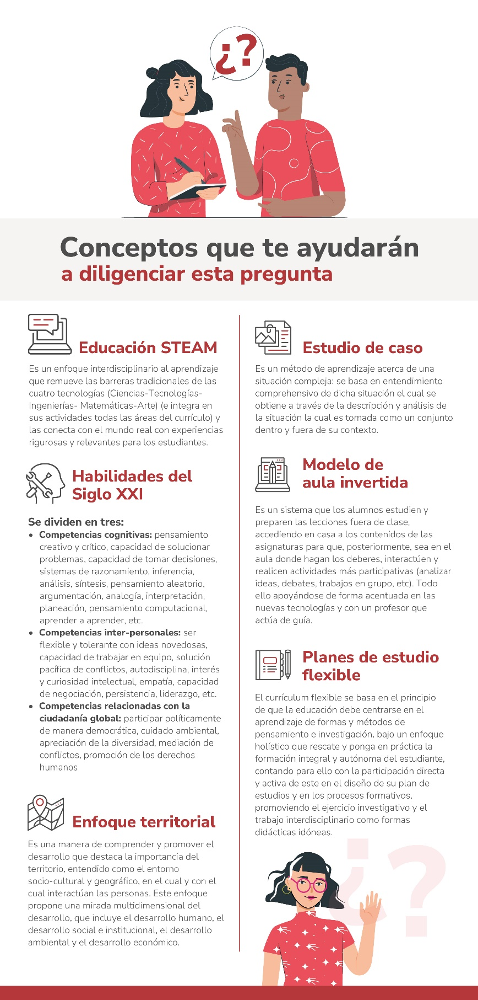 ¿?
Conceptos que te ayudarán
a diligenciar esta pregunta
Educación STEAM
Es un enfoque interdisciplinario al aprendizaje
que remueve las barreras tradicionales de las
cuatro tecnologías (Ciencias-Tecnologías-
Ingenierías- Matemáticas-Arte) (e integra en
sus actividades todas las áreas del currículo) y
las conecta con el mundo real con experiencias
rigurosas y relevantes para los estudiantes.
Habilidades del
Siglo XXI
Se dividen en tres:
• Competencias cognitivas: pensamiento
creativo y crítico, capacidad de solucionar
problemas, capacidad de tomar decisiones,
sistemas de razonamiento, inferencia,
análisis, síntesis, pensamiento aleatorio,
argumentación, analogía, interpretación,
planeación, pensamiento computacional,
aprender a aprender, etc.
• Competencias inter-personales: ser
flexible y tolerante con ideas novedosas,
capacidad de trabajar en equipo, solución
pacífica de conflictos, autodisciplina, interés
y curiosidad intelectual, empatía, capacidad
de negociación, persistencia, liderazgo, etc.
• Competencias relacionadas con la
ciudadanía global: participar políticamente
de manera democrática, cuidado ambiental,
apreciación de la diversidad, mediación de
conflictos, promoción de los derechos
humanos
Enfoque territorial
Es una manera de comprender y promover el
desarrollo que destaca la importancia del
territorio, entendido como el entorno
socio-cultural y geográfico, en el cual y con el
cual interactúan las personas. Este enfoque
propone una mirada multidimensional del
desarrollo, que incluye el desarrollo humano, el
desarrollo social e institucional, el desarrollo
ambiental y el desarrollo económico.
Estudio de caso
Es un método de aprendizaje acerca de una
situación compleja: se basa en entendimiento
comprehensivo de dicha situación el cual se
obtiene a través de la descripción y análisis de
la situación la cual es tomada como un conjunto
dentro y fuera de su contexto.
Modelo de
aula invertida
Es un sistema que los alumnos estudien y
preparen las lecciones fuera de clase,
accediendo en casa a los contenidos de las
asignaturas para que, posteriormente, sea en el
aula donde hagan los deberes, interactúen y
realicen actividades más participativas (analizar
ideas, debates, trabajos en grupo, etc). Todo
ello apoyándose de forma acentuada en las
nuevas tecnologías y con un profesor que
actúa de guía.
Planes de estudio
flexible
El currículum flexible se basa en el principio
de que la educación debe centrarse en el
aprendizaje de formas y métodos de
pensamiento e investigación, bajo un enfoque
holístico que rescate y ponga en práctica la
formación integral y autónoma del estudiante,
contando para ello con la participación directa
y activa de este en el diseño de su plan de
estudios y en los procesos formativos,
promoviendo el ejercicio investigativo y el
trabajo interdisciplinario como formas
didácticas idóneas.
¿?